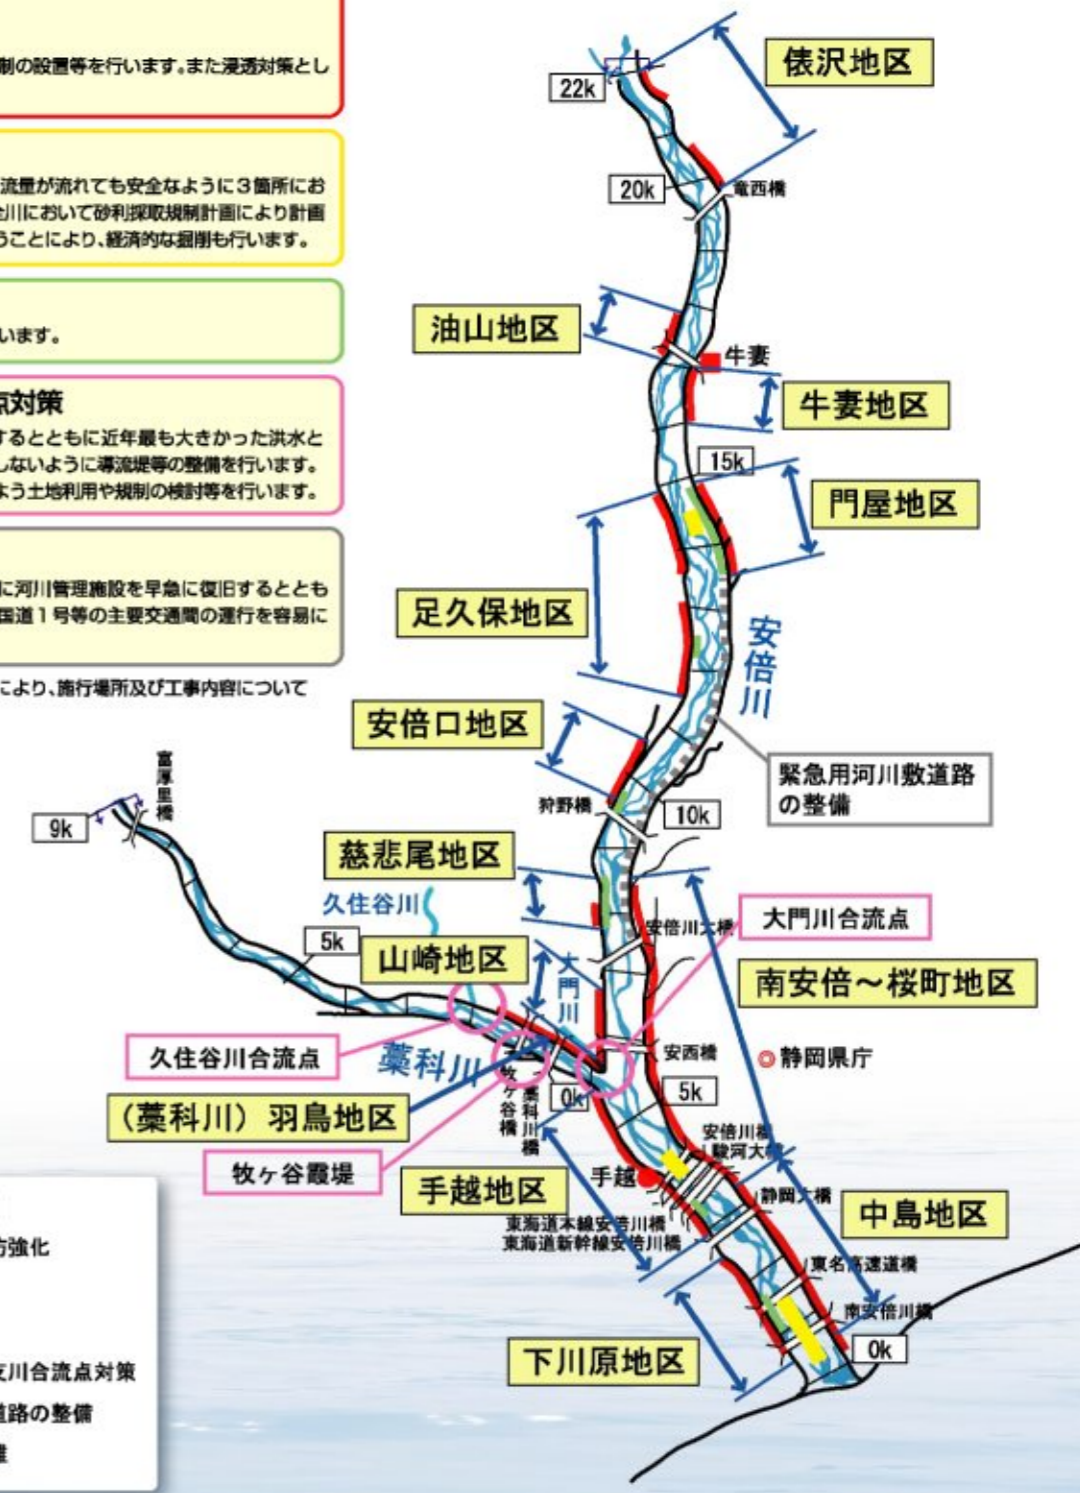 制の設置等を行います。また浸透対策とし
流量が流れても安全なように3箇所にお
川において砂利採取規制計画により計画
うことにより、経済的な掘削も行います。
います。
点対策
するとともに近年最も大きかった洪水と
しないように導流堤等の整備を行います。
よう土地利用や規制の検討等を行います。
に河川管理施設を早急に復旧するととも
国道1号等の主要交通間の運行を容易に
により、施行場所及び工事内容について
俵沢地区
22k
20k
竜西橋
油山地区
牛妻
牛妻地区
15k
門屋地区
足久保地区
安倍川
安倍口地区
緊急用河川敷道路
の整備
富厚里橋
9k
狩野橋
10k
慈悲尾地区
久住谷川
大門川合流点
安倍川大橋
5k
山崎地区
大門川
南安倍～桜町地区
久住谷川合流点
藁科川
安西橋
静岡県庁
0k
5k
牧ヶ谷橋
藁科川橋
(藁科川)羽鳥地区
牧ヶ谷霞堤
安倍川橋
駿河大橋
手越地区
手越
静岡大橋
中島地区
東海道本線安倍川橋
東海道新幹線安倍川橋
東名高速道橋
南安倍川橋
下川原地区
0k
防強化
支川合流点対策
道路の整備